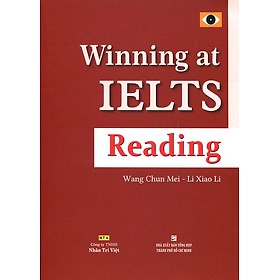 Winning at
IELTS
Reading
Wang Chun Mei - Li Xiao Li
NTV
Công ty TNHH
Nhân Trí Việt
NHÀ XUẤT BẢN TỔNG HỢP
THÀNH PHỐ HỒ CHÍ MINH